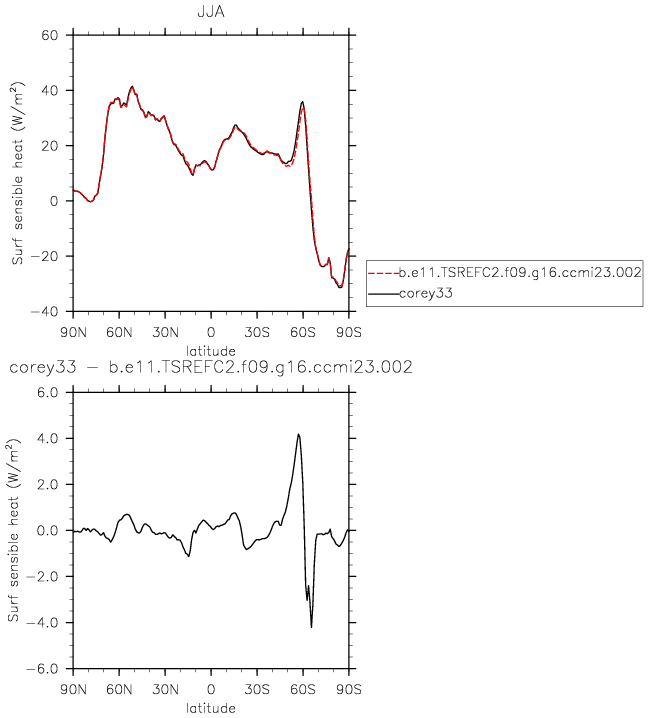 JJA
Surf sensible heat (W/m²)
60
40
20
0
−20
−40
90N 60N 30N 0 30S 60S 90S
latitude
b.e11.TSREFC2.f09.g16.ccmi23.002
corey33
corey33 − b.e11.TSREFC2.f09.g16.ccmi23.002
Surf sensible heat (W/m²)
6.0
4.0
2.0
0.0
−2.0
−4.0
−6.0
90N 60N 30N 0 30S 60S 90S
latitude